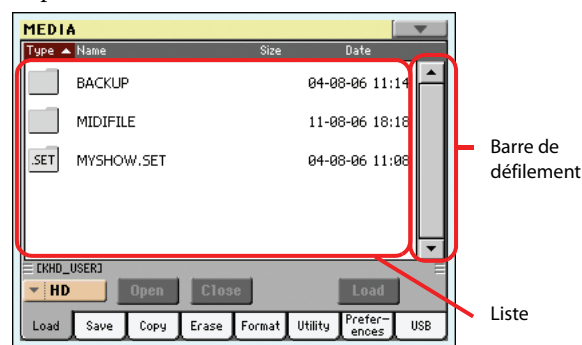 MEDIA
Type Name Size Date
BACKUP 04-08-06 11:14
MIDIFILE 11-08-06 18:18
.SET MYSHOW.SET 04-08-06 11:08
Barre de
défilement
[KHD_USER]
HD Open Close Load
Liste
Load Save Copy Erase Format Utility Prefer-
ences USB